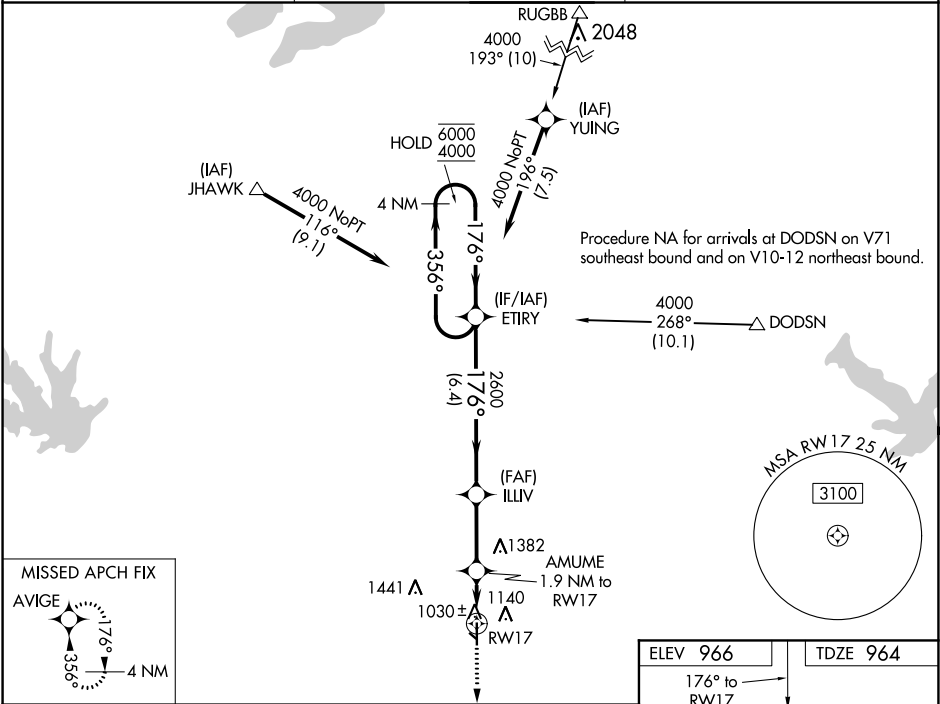 RUGBB
2048
4000
193° (10)
(IAF)
YUING
HOLD 6000
4000
4000 NoPT
196°
(7.5)
(IAF)
JHAWK
4000 NoPT
116°
(9.1)
4 NM
176°
356°
Procedure NA for arrivals at DODSN on V71
southeast bound and on V10-12 northeast bound.
(IF/IAF)
ETIRY
4000
268°
(10.1)
DODSN
2600
176°
(6.4)
MSA RW17 25 NM
3100
(FAF)
ILLIV
1382
AMUME
1.9 NM to
RW17
1441
1140
1030±
RW17
MISSED APCH FIX
AVIGE
176°
356°
4 NM
ELEV 966
TDZE 964
176° to
RW17